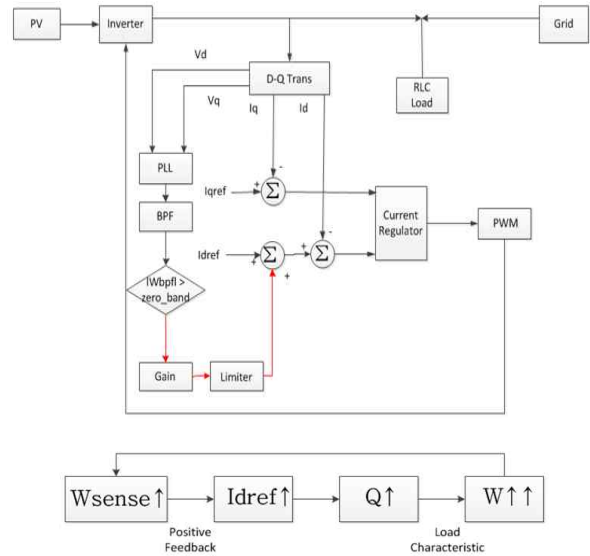 PV
Inverter
Grid
Vd
D-Q Trans
RLC
Load
Vq
Iq
Id
PLL
-
Iqref
+
Σ
BPF
Current
Regulator
PWM
-
Idref
+
Σ
+
Σ
+
|Wbpf| >
zero_band
Gain
Limiter
Wsense↑
Idref↑
Q↑
W↑↑
Positive
Feedback
Load
Characteristic